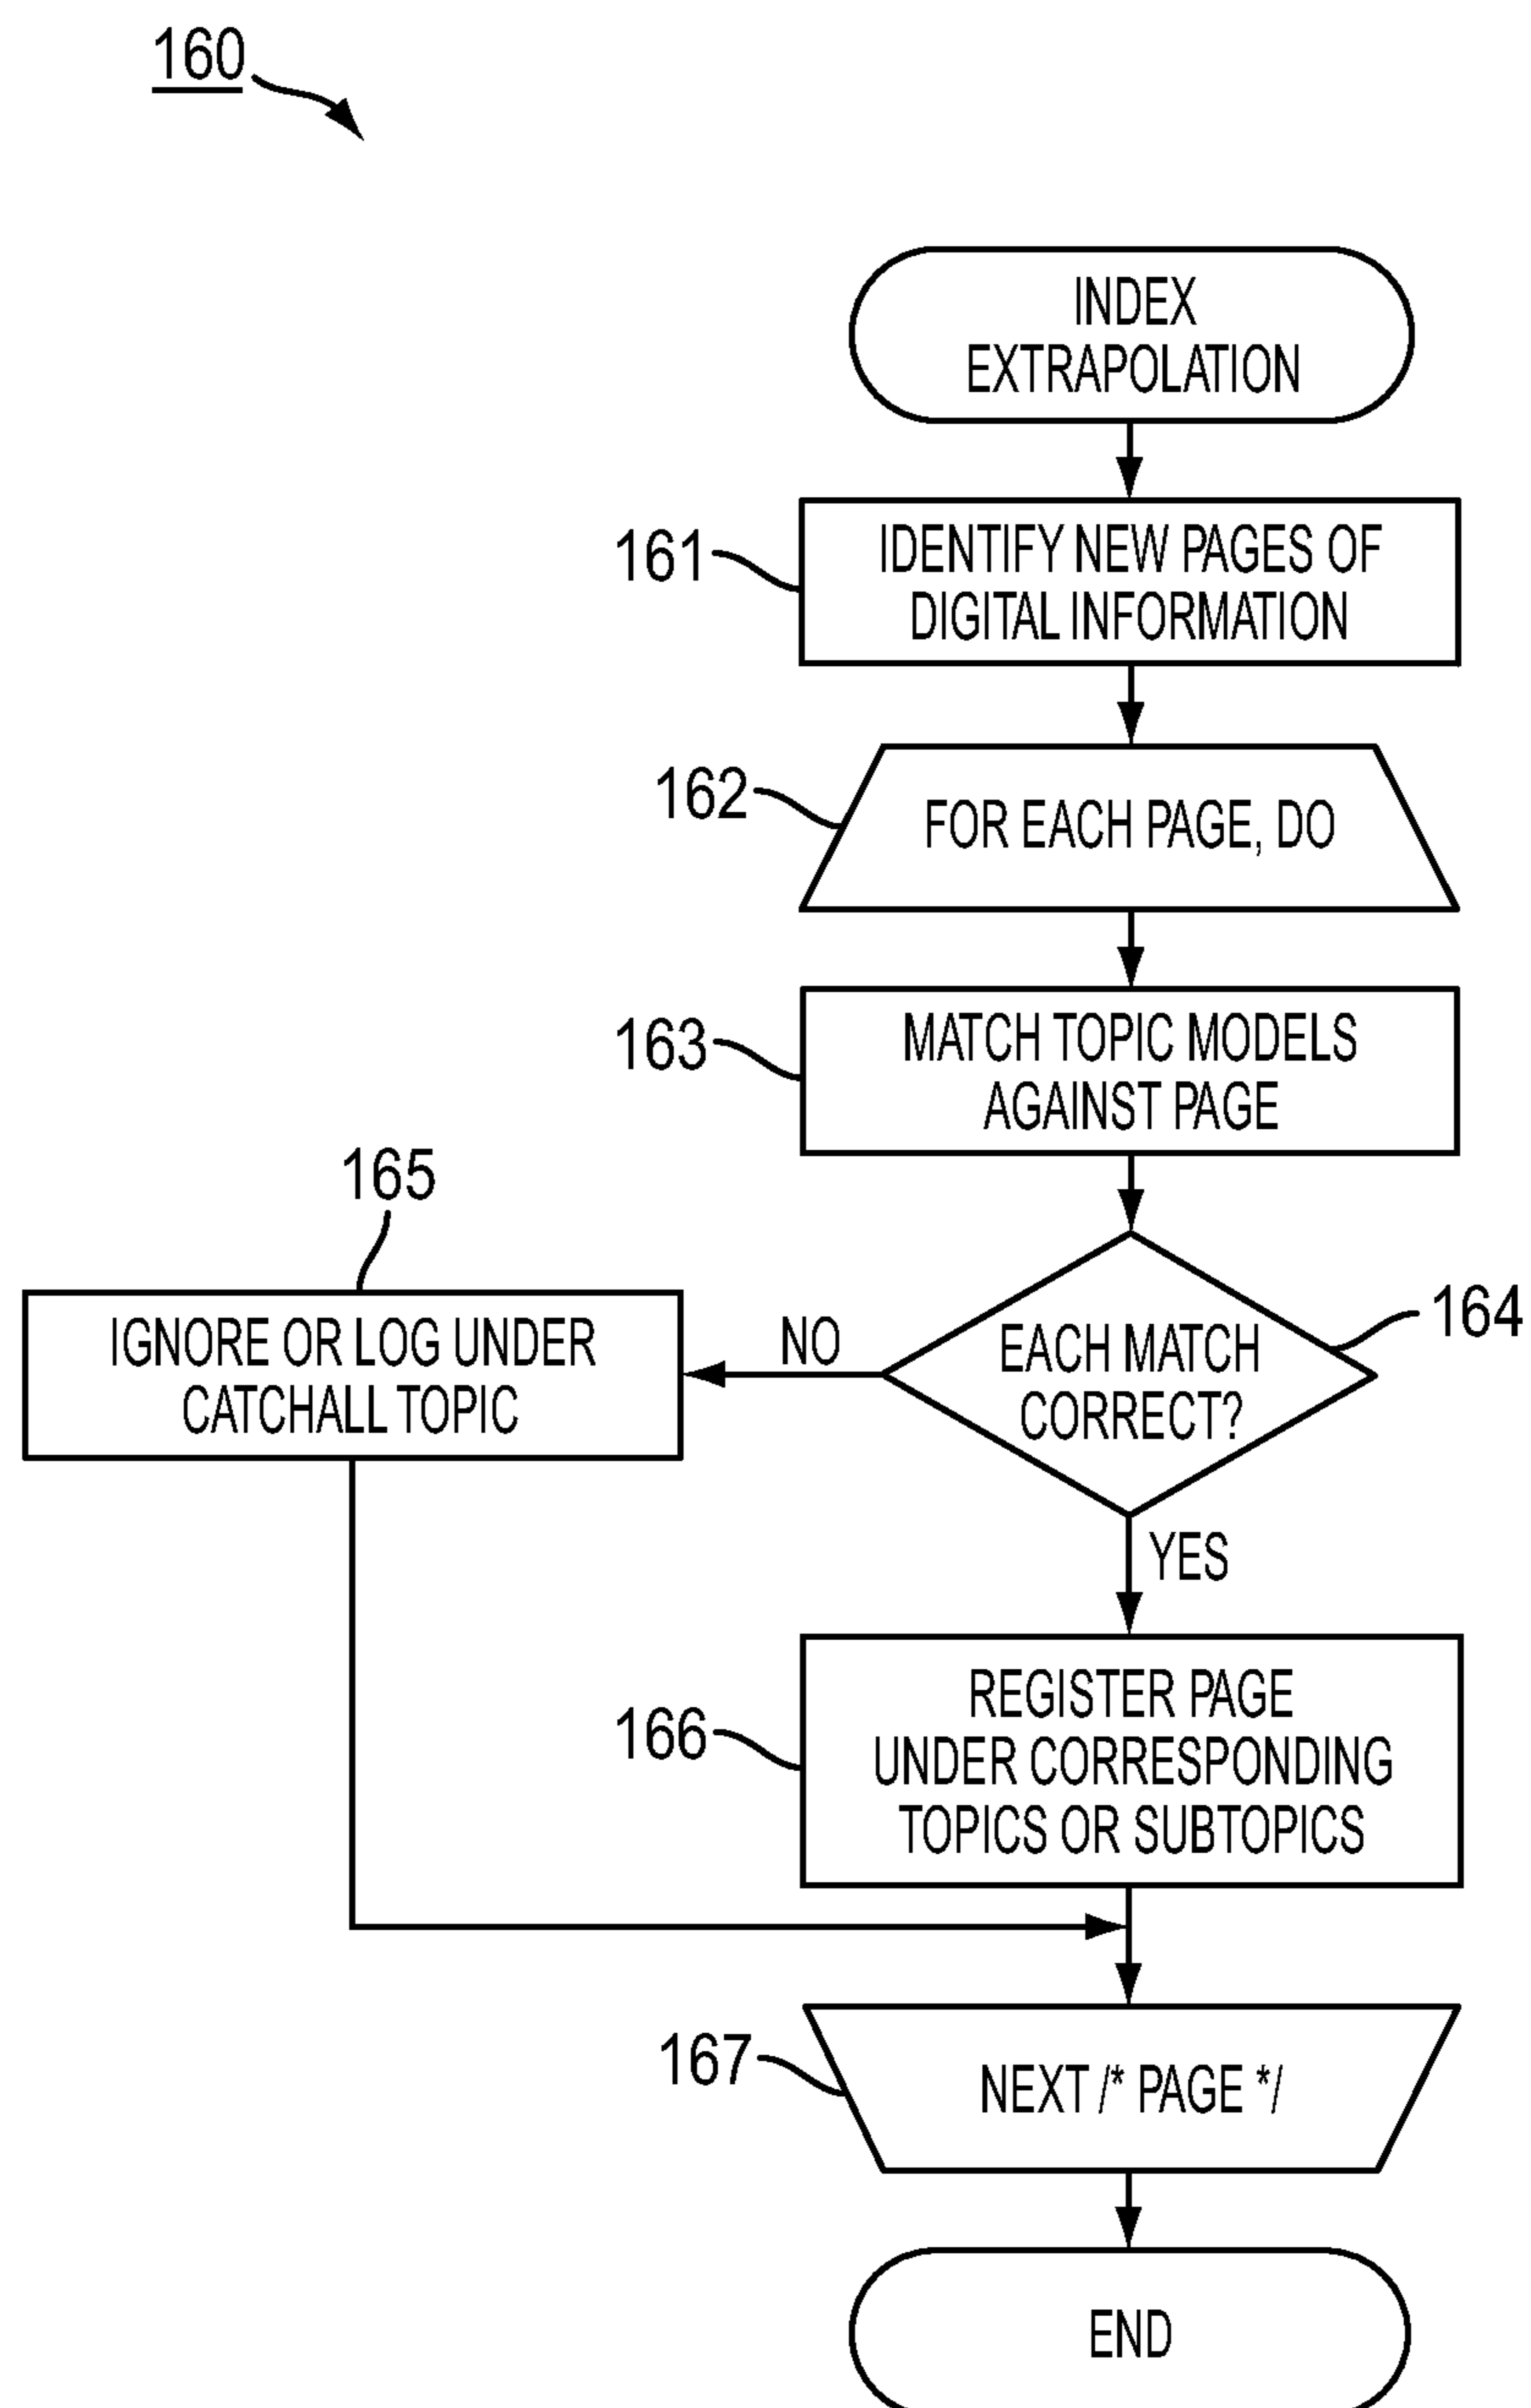 160
INDEX
EXTRAPOLATION
161
IDENTIFY NEW PAGES OF
DIGITAL INFORMATION
162
FOR EACH PAGE, DO
163
MATCH TOPIC MODELS
AGAINST PAGE
164
EACH MATCH
CORRECT?
NO
165
IGNORE OR LOG UNDER
CATCHALL TOPIC
YES
166
REGISTER PAGE
UNDER CORRESPONDING
TOPICS OR SUBTOPICS
167
NEXT /* PAGE */
END